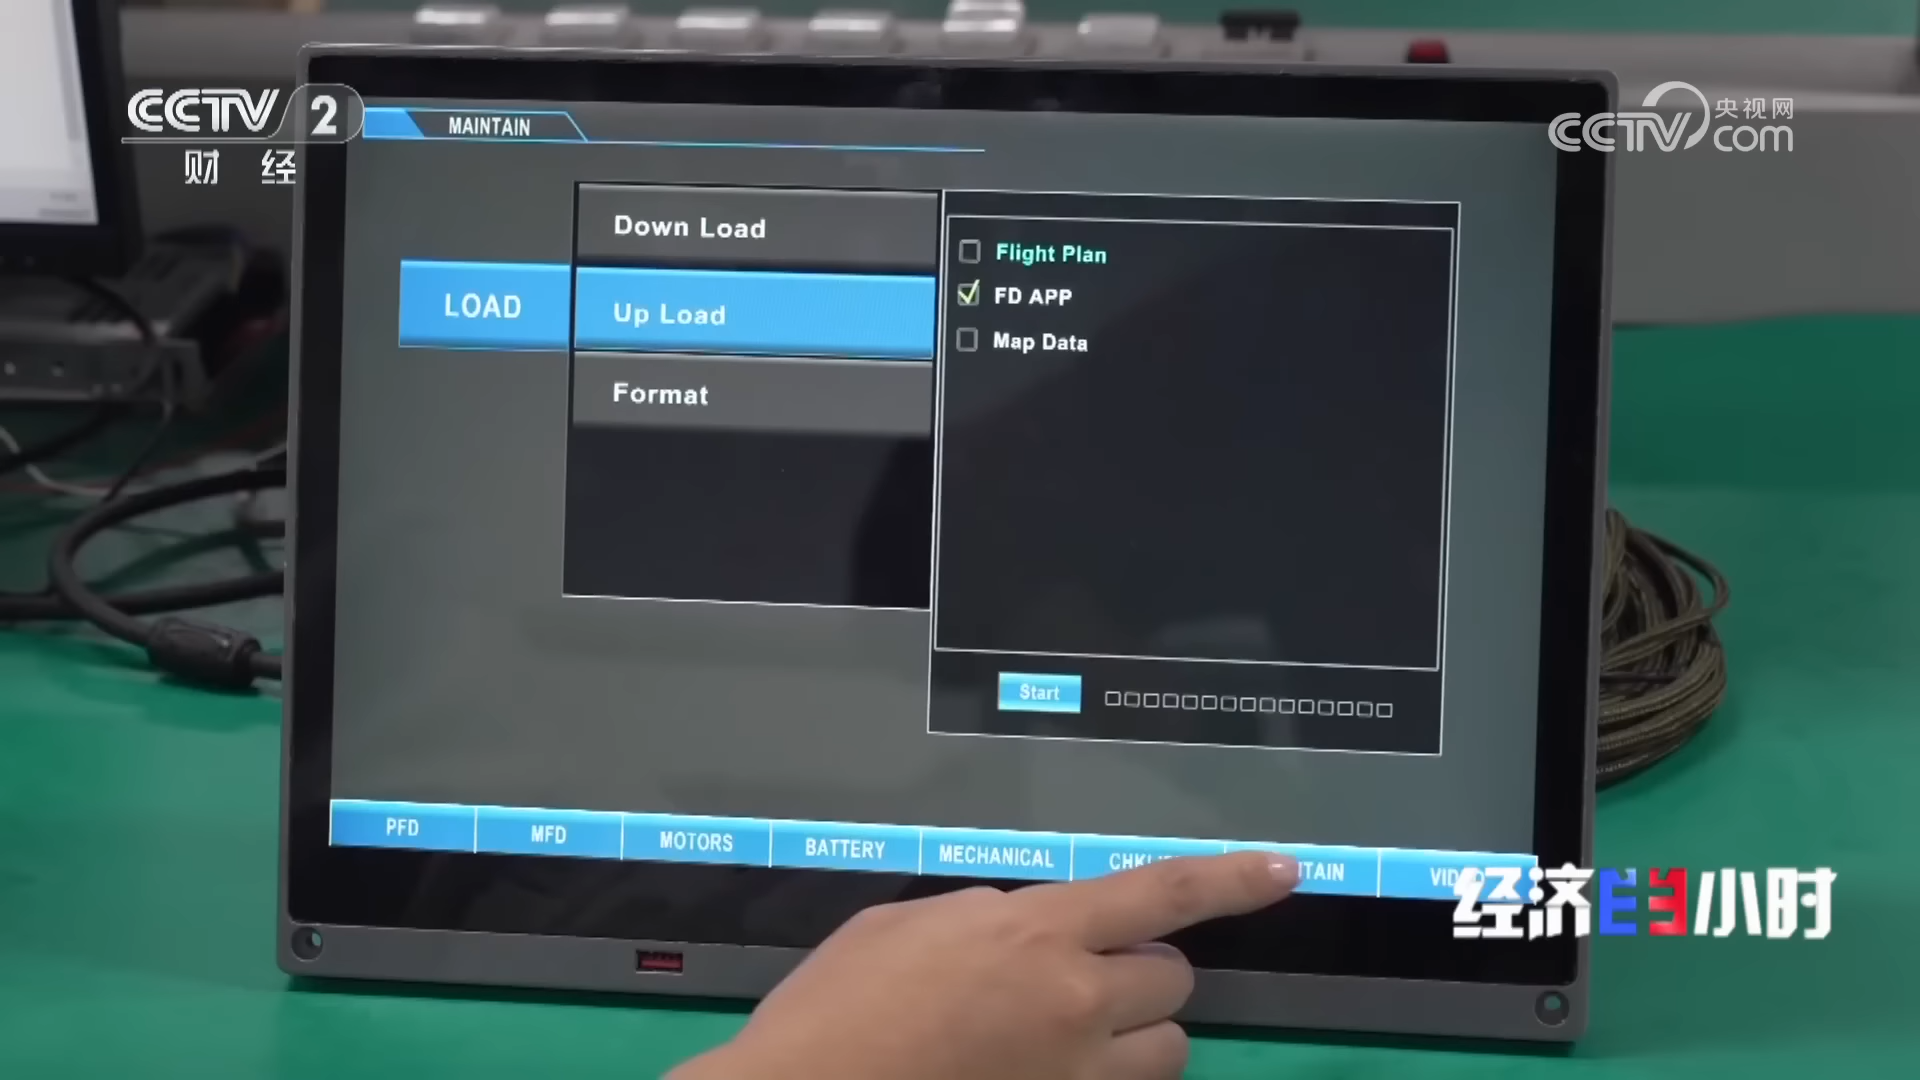 CCTV 2
财 经
央视网
CCTV.com
MAINTAIN
LOAD
Down Load
Up Load
Format
Flight Plan
FD APP
Map Data
Start
PFD
MFD
MOTORS
BATTERY
MECHANICAL
经济半小时